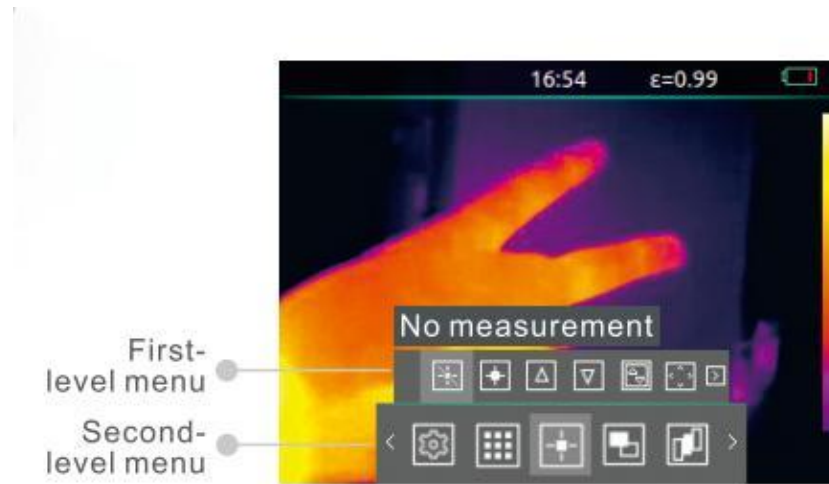 16:54 ε=0.99
No measurement
First-
level menu
Second-
level menu